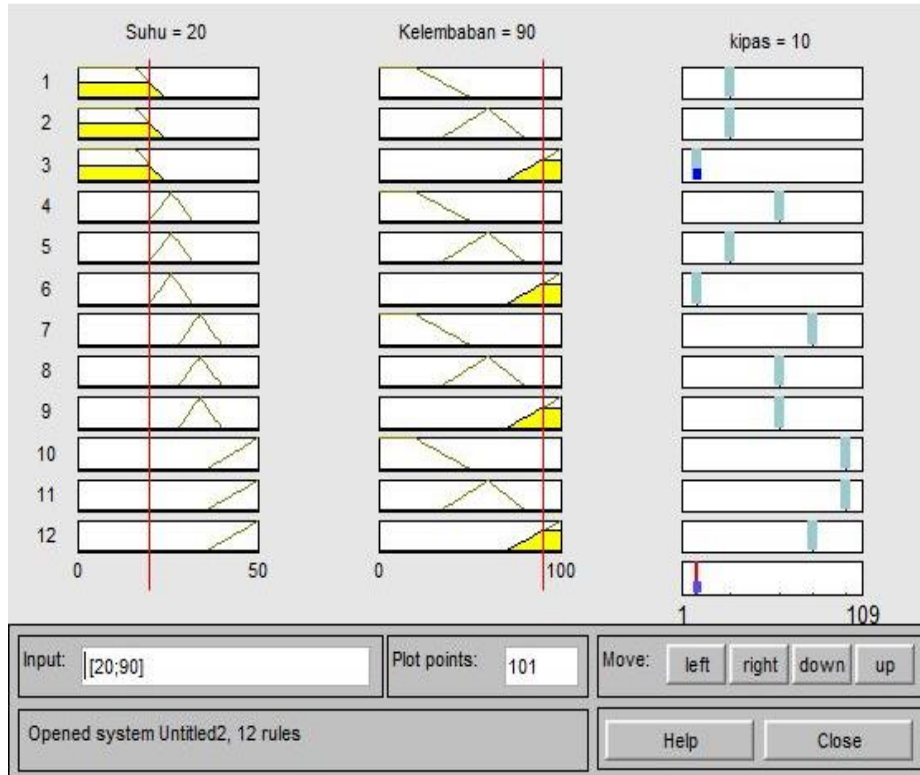 Suhu = 20
Kelembaban = 90
kipas = 10
1
2
3
4
5
6
7
8
9
10
11
12
0
50
0
100
1
109
Input:
[20;90]
Plot points:
101
Move:
left
right
down
up
Opened system Untitled2, 12 rules
Help
Close